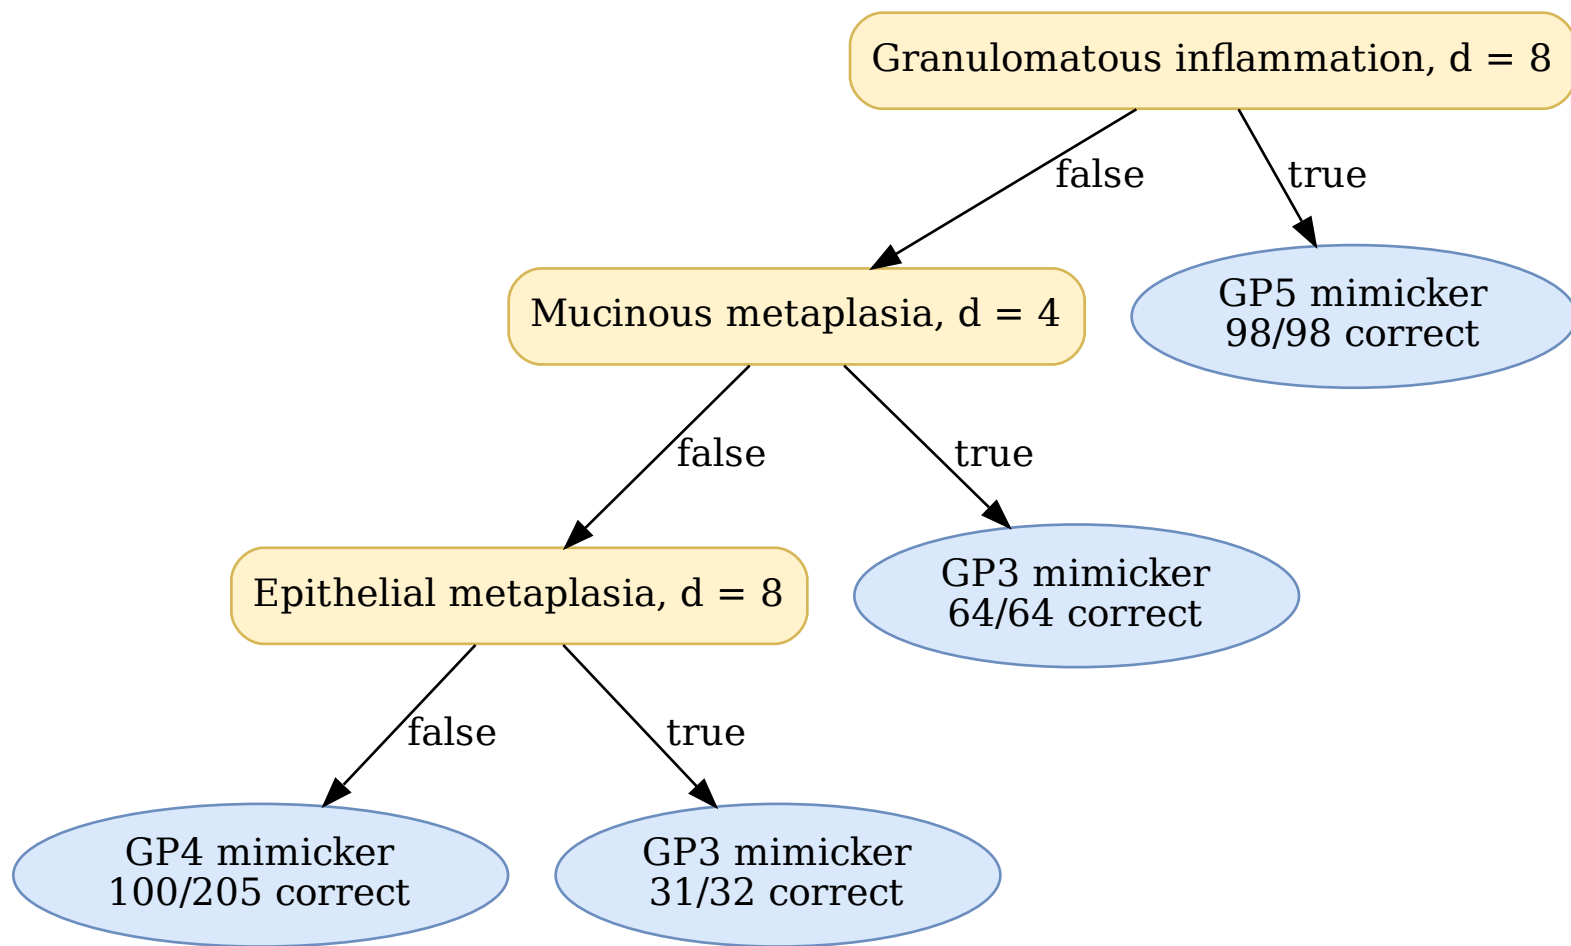 Granulomatous inflammation, d = 8
false
true
Mucinous metaplasia, d = 4
GP5 mimicker
98/98 correct
false
true
Epithelial metaplasia, d = 8
GP3 mimicker
64/64 correct
false
true
GP4 mimicker
100/205 correct
GP3 mimicker
31/32 correct